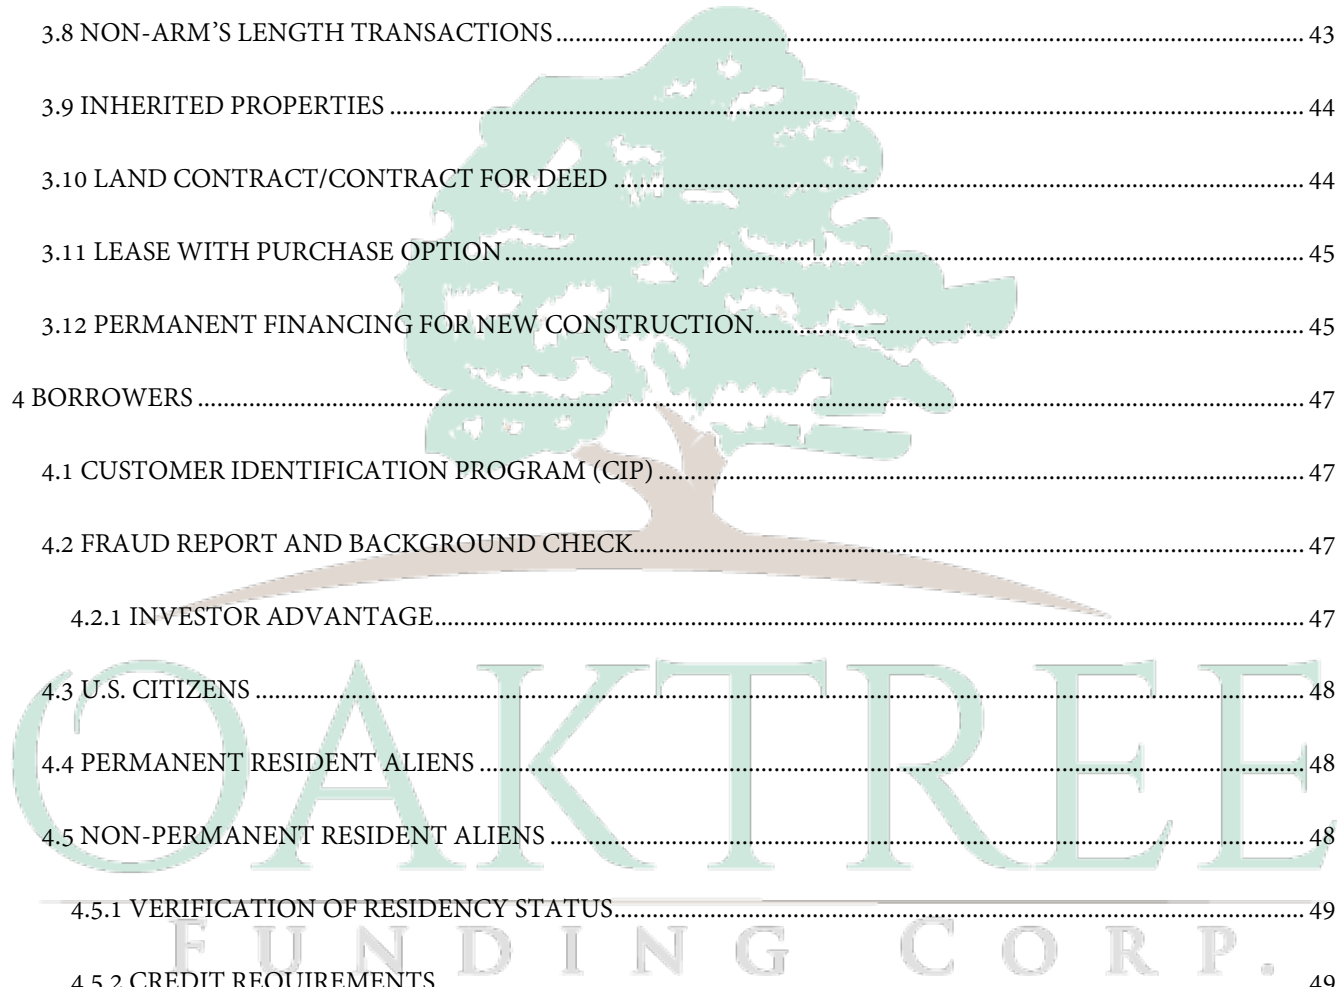 3.8 NON-ARM’S LENGTH TRANSACTIONS ........ 43
3.9 INHERITED PROPERTIES ........ 44
3.10 LAND CONTRACT/CONTRACT FOR DEED ........ 44
3.11 LEASE WITH PURCHASE OPTION ........ 45
3.12 PERMANENT FINANCING FOR NEW CONSTRUCTION ........ 45
4 BORROWERS ........ 47
4.1 CUSTOMER IDENTIFICATION PROGRAM (CIP) ........ 47
4.2 FRAUD REPORT AND BACKGROUND CHECK ........ 47
4.2.1 INVESTOR ADVANTAGE ........ 47
4.3 U.S. CITIZENS ........ 48
4.4 PERMANENT RESIDENT ALIENS ........ 48
4.5 NON-PERMANENT RESIDENT ALIENS ........ 48
4.5.1 VERIFICATION OF RESIDENCY STATUS ........ 49
4.5.2 CREDIT REQUIREMENTS ........ 49
OAKTREE
FUNDING CORP.